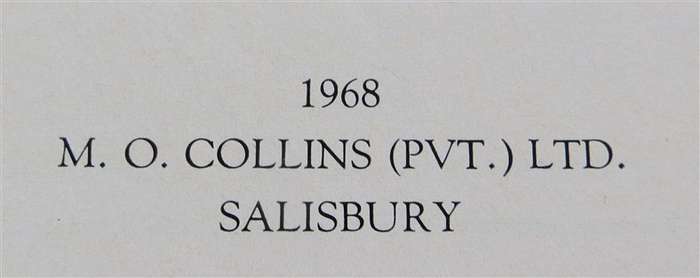 1968
M. O. COLLINS (PVT.) LTD.
SALISBURY